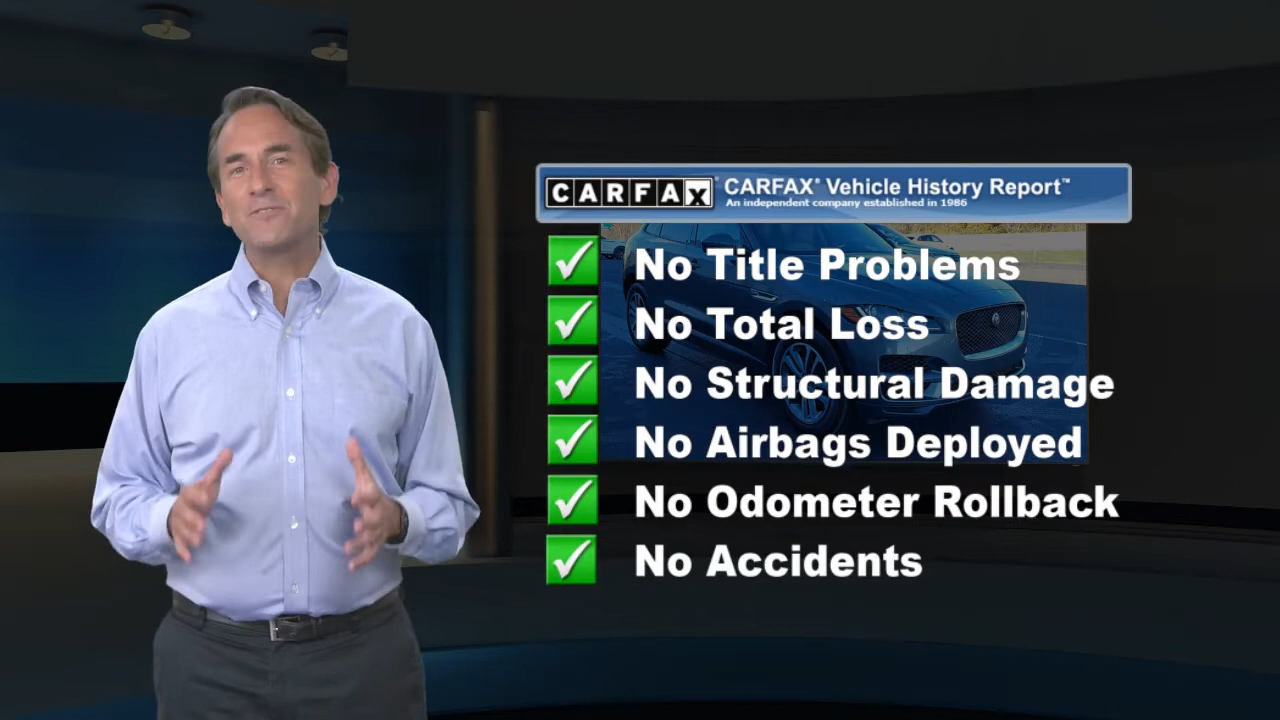 CARFAX® CARFAX® Vehicle History Report™
An independent company established in 1986
No Title Problems
No Total Loss
No Structural Damage
No Airbags Deployed
No Odometer Rollback
No Accidents